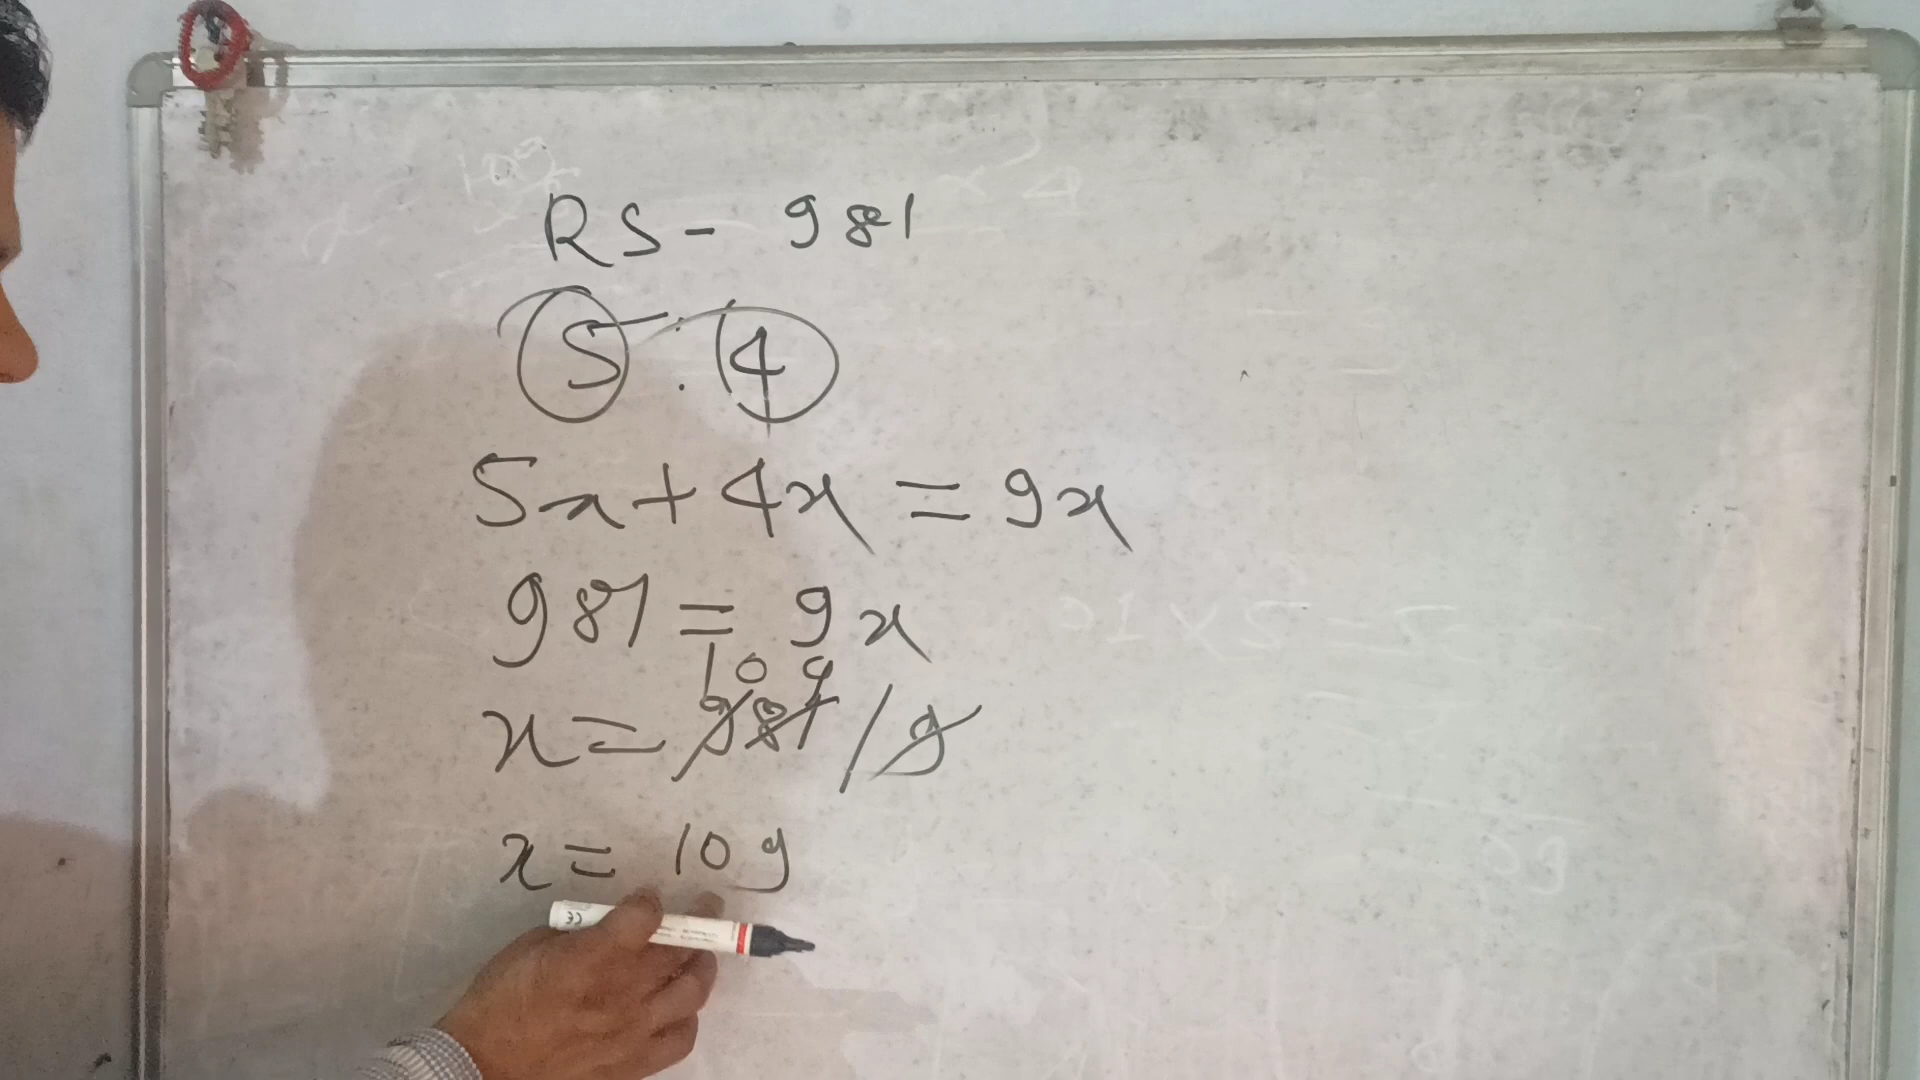 RS - 981
5 : 4
5x + 4x = 9x
981 = 9x
109
x = 981 / 9
x = 109